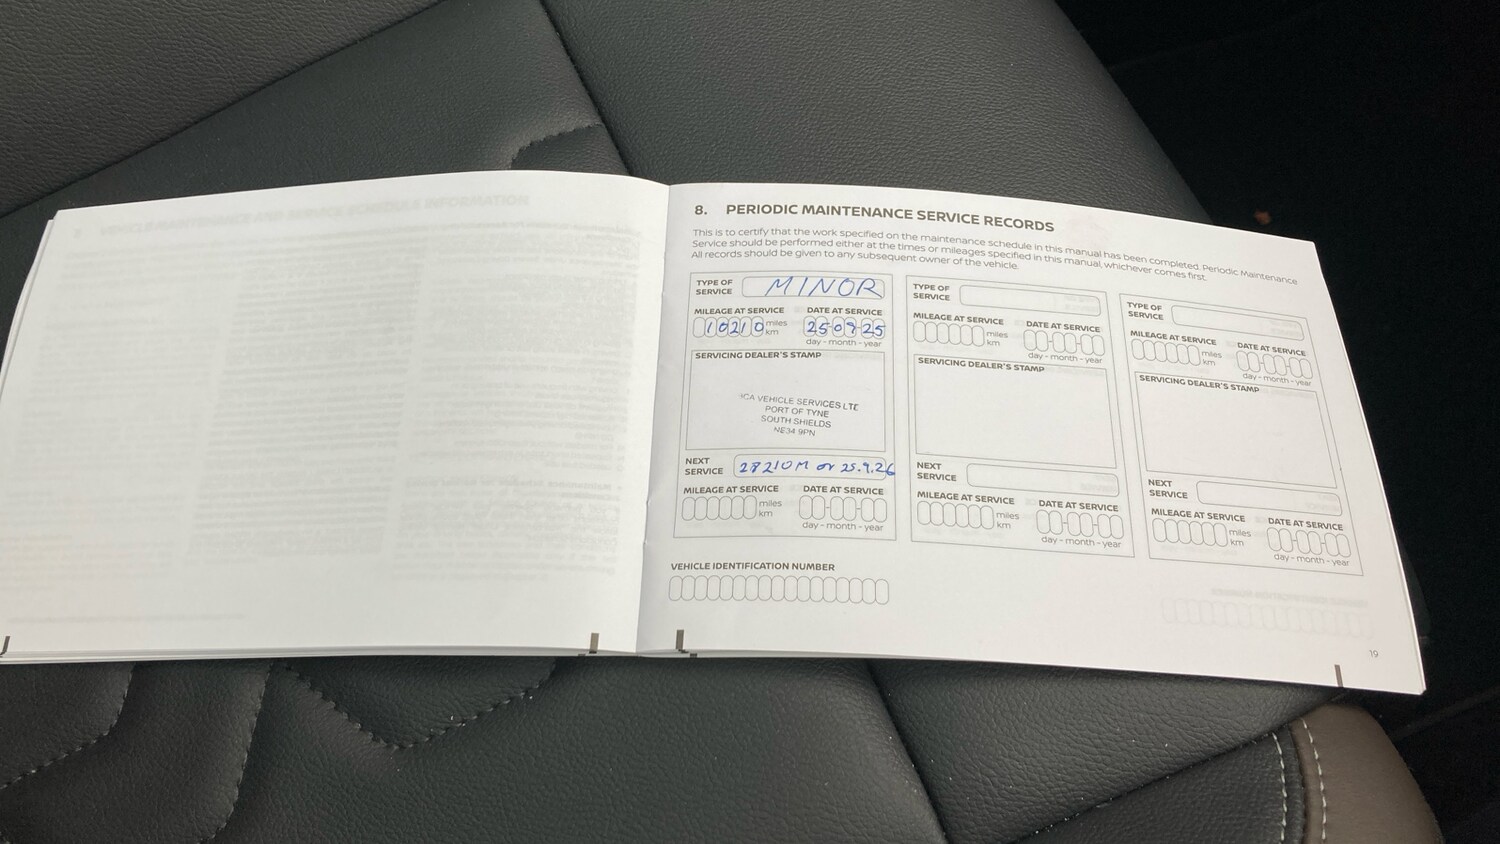 8. PERIODIC MAINTENANCE SERVICE RECORDS
This is to certify that the work specified on the maintenance schedule in this manual has been completed. Periodic Maintenance
Service should be performed either at the times or mileages specified in this manual, whichever comes first.
All records should be given to any subsequent owner of the vehicle.
TYPE OF
SERVICE
MINOR
MILEAGE AT SERVICE
10210 miles
km
DATE AT SERVICE
25-09-25
day - month - year
SERVICING DEALER'S STAMP
VEHICLE SERVICES LTD
PORT OF TYNE
SOUTH SHIELDS
NE34 9PN
NEXT
SERVICE
28210M or 25.9.26
MILEAGE AT SERVICE
miles
km
DATE AT SERVICE
day - month - year
TYPE OF
SERVICE
MILEAGE AT SERVICE
miles
km
DATE AT SERVICE
day - month - year
SERVICING DEALER'S STAMP
NEXT
SERVICE
MILEAGE AT SERVICE
miles
km
DATE AT SERVICE
day - month - year
TYPE OF
SERVICE
MILEAGE AT SERVICE
miles
km
DATE AT SERVICE
day - month - year
SERVICING DEALER'S STAMP
NEXT
SERVICE
MILEAGE AT SERVICE
miles
km
DATE AT SERVICE
day - month - year
VEHICLE IDENTIFICATION NUMBER
19